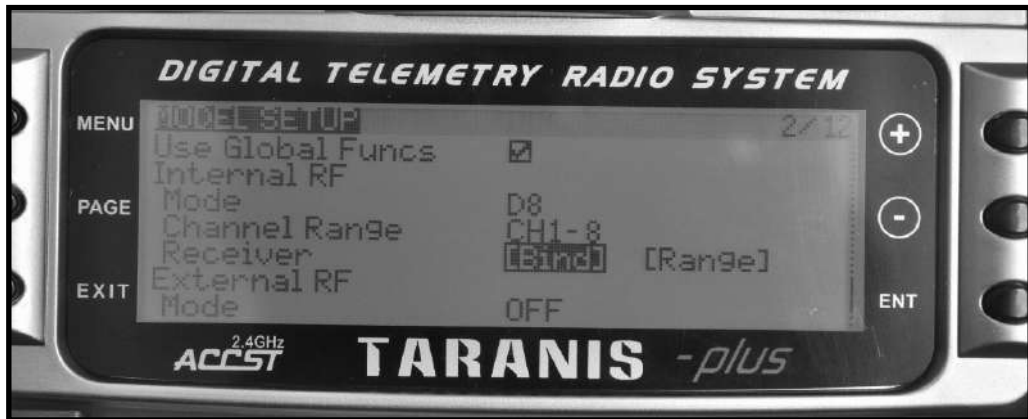 DIGITAL TELEMETRY RADIO SYSTEM
MENU
PAGE
EXIT
MODEL SETUP 2/12
Use Global Funcs
Internal RF
Mode D8
Channel Range CH1-8
Receiver [Bind] [Range]
External RF
Mode OFF
+
-
ENT
ACCST 2.4GHz
TARANIS -plus